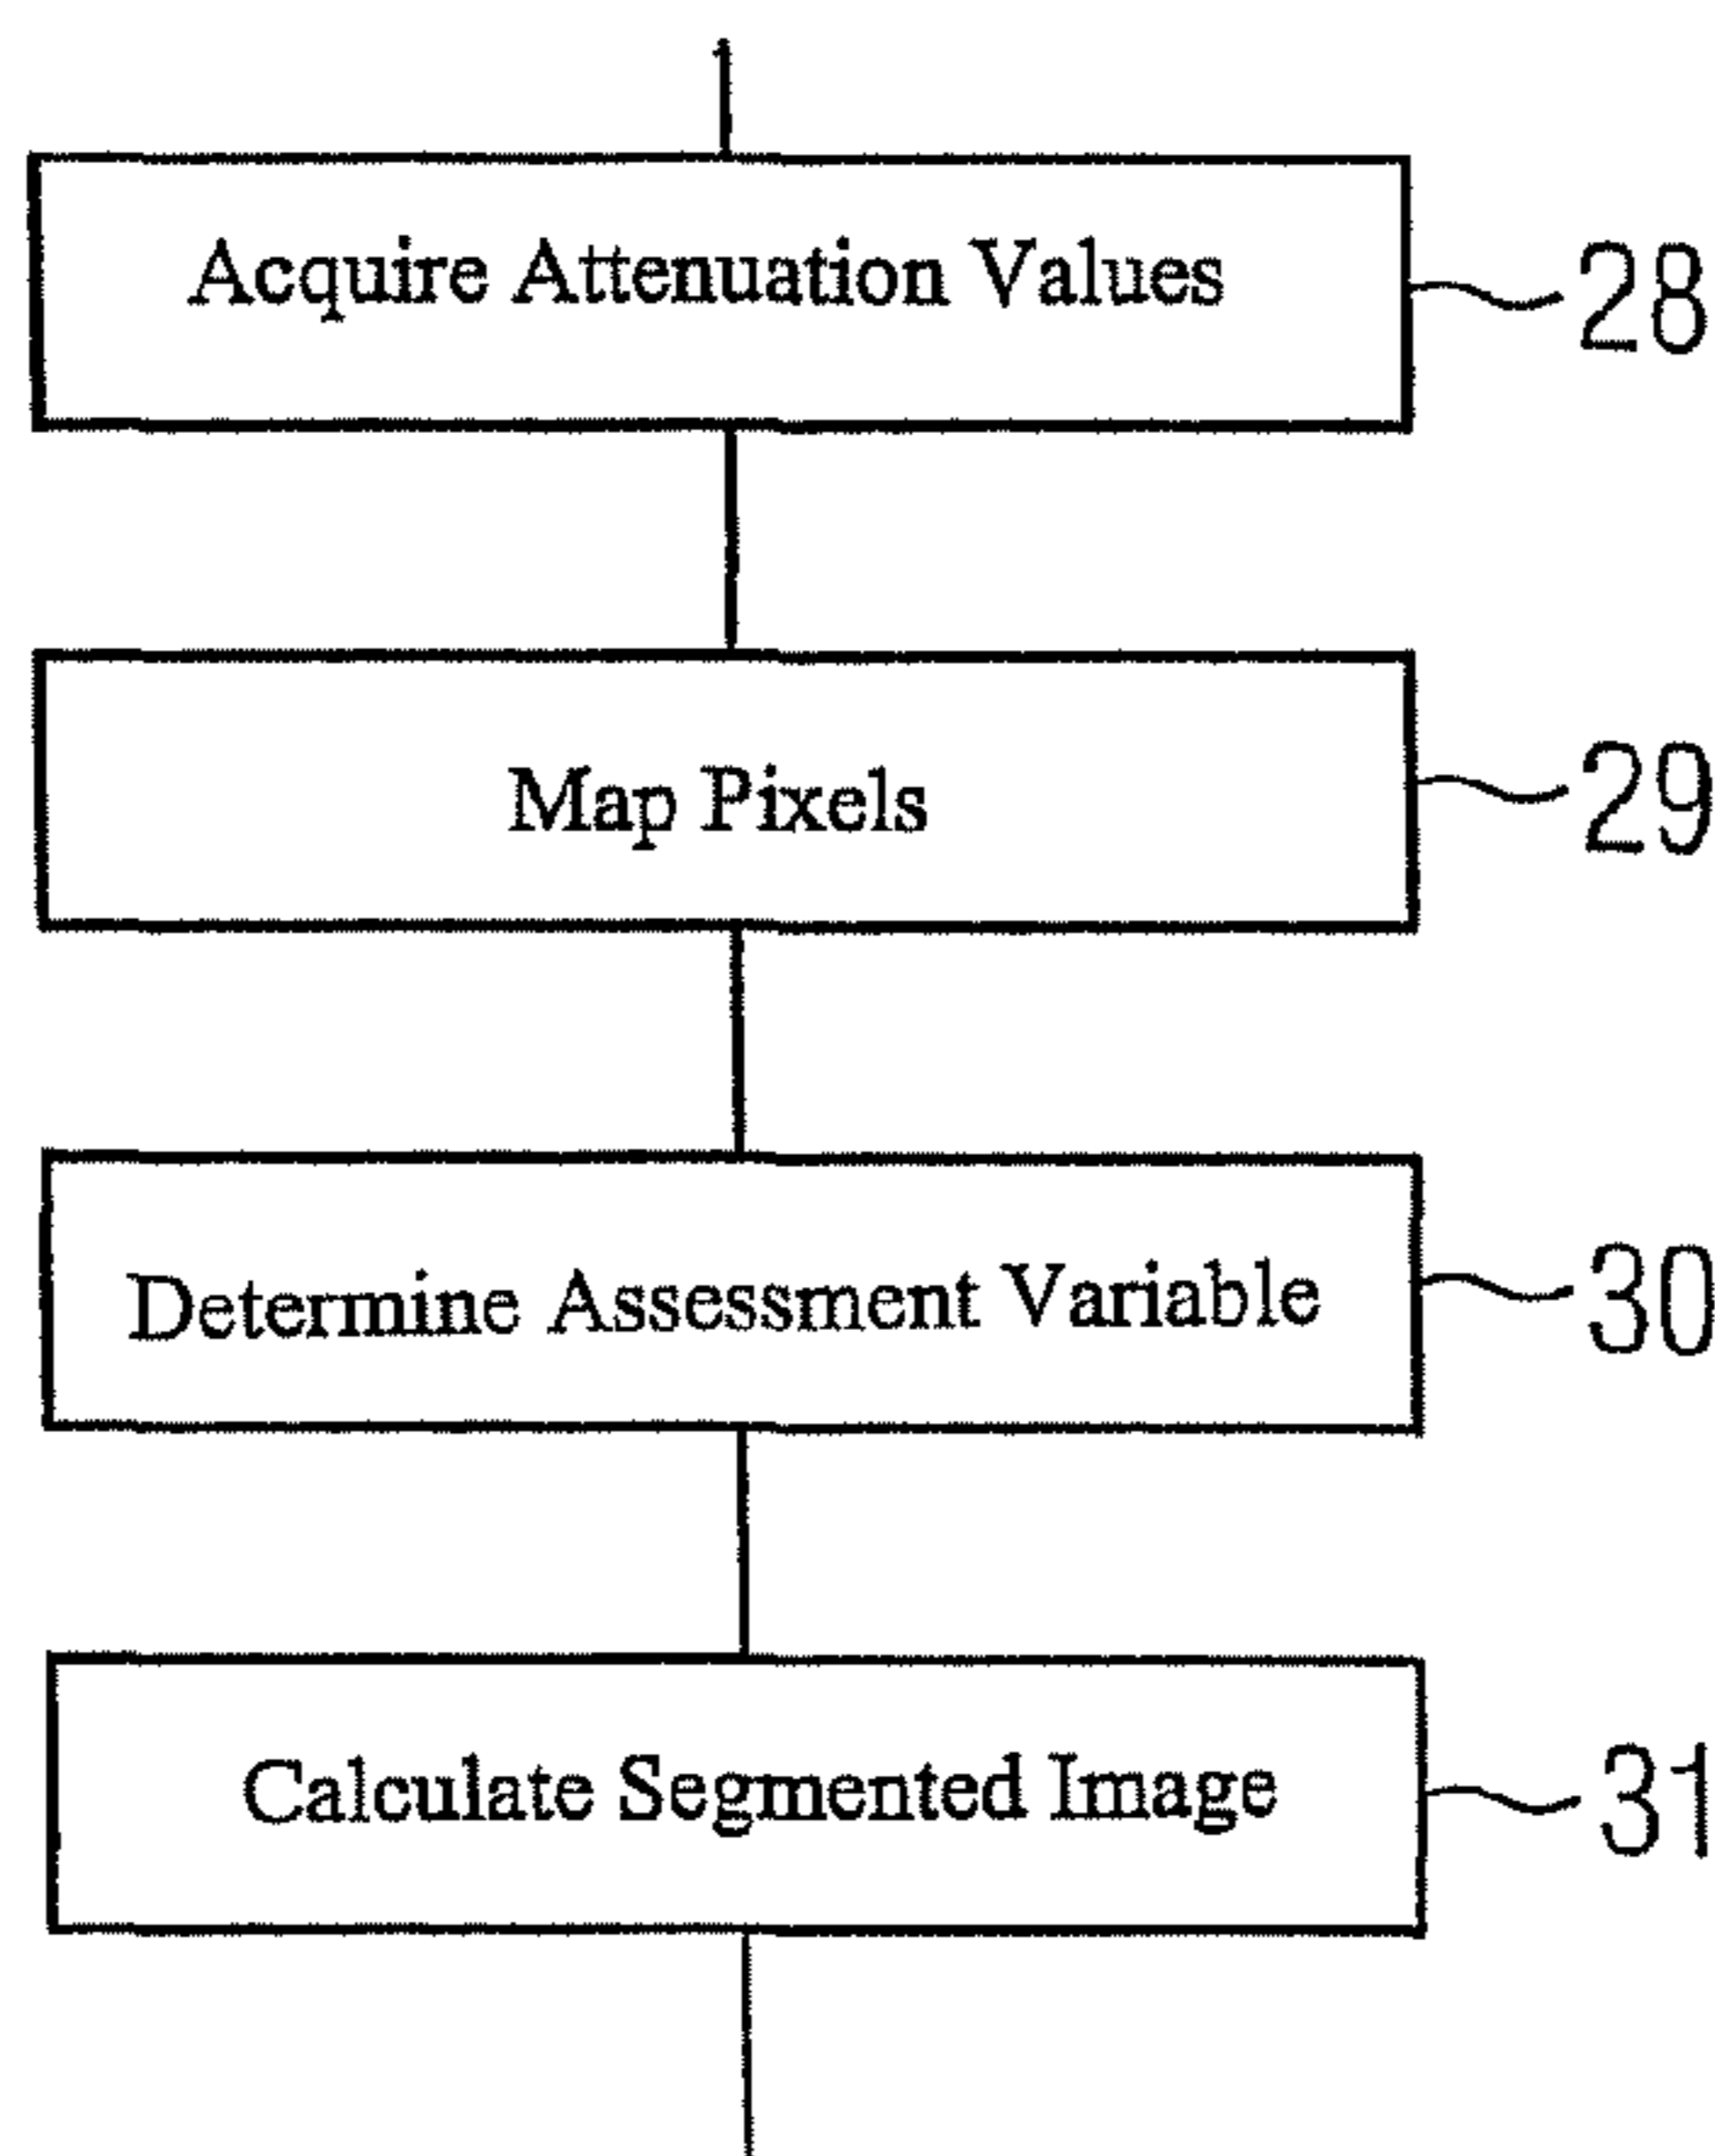 Acquire Attenuation Values
28
Map Pixels
29
Determine Assessment Variable
30
Calculate Segmented Image
31